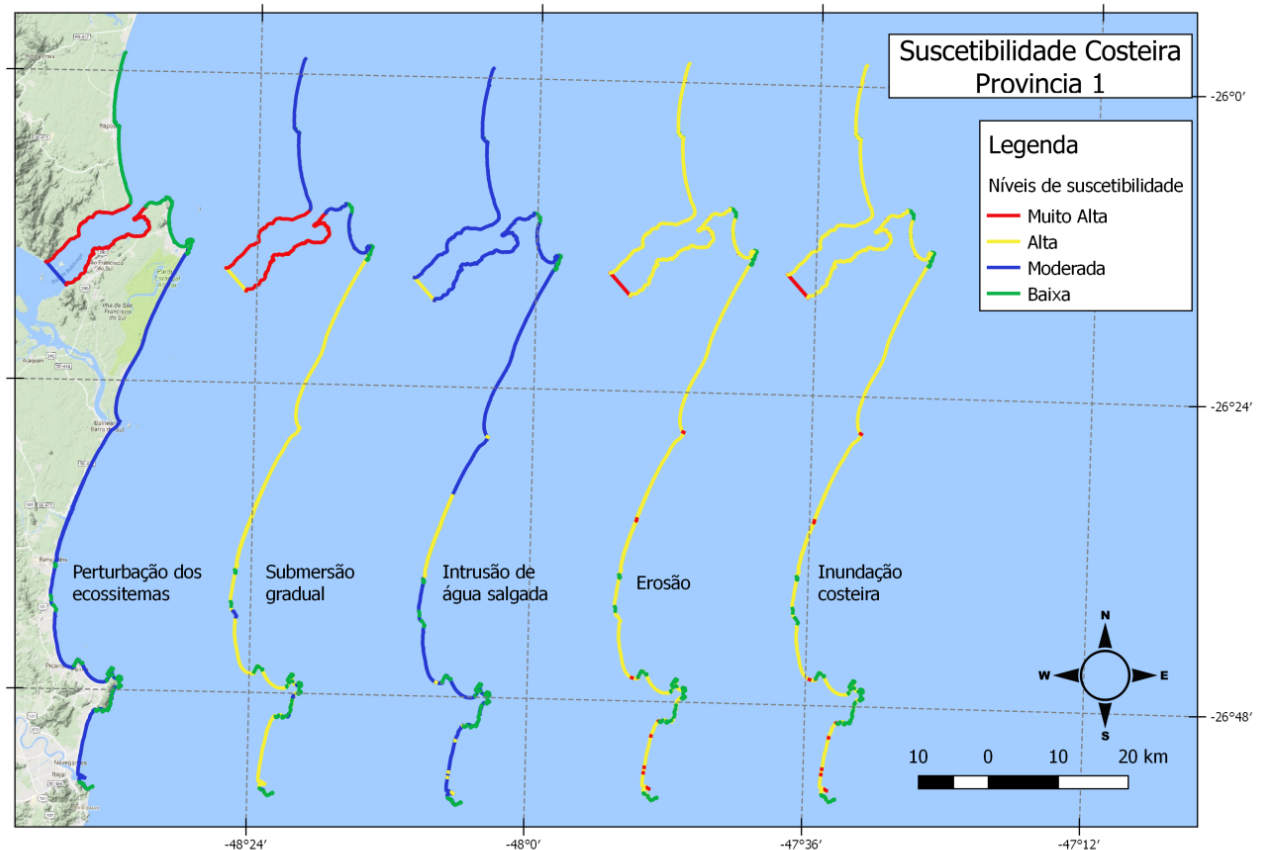 Suscetibilidade Costeira
Provincia 1
-26°0′
Legenda
Níveis de suscetibilidade
Muito Alta
Alta
Moderada
Baixa
-26°24′
Perturbação dos
ecossitemas
Submersão
gradual
Intrusão de
água salgada
Erosão
Inundação
costeira
N
W
E
S
-26°48′
10 0 10 20 km
-48°24′
-48°0′
-47°36′
-47°12′